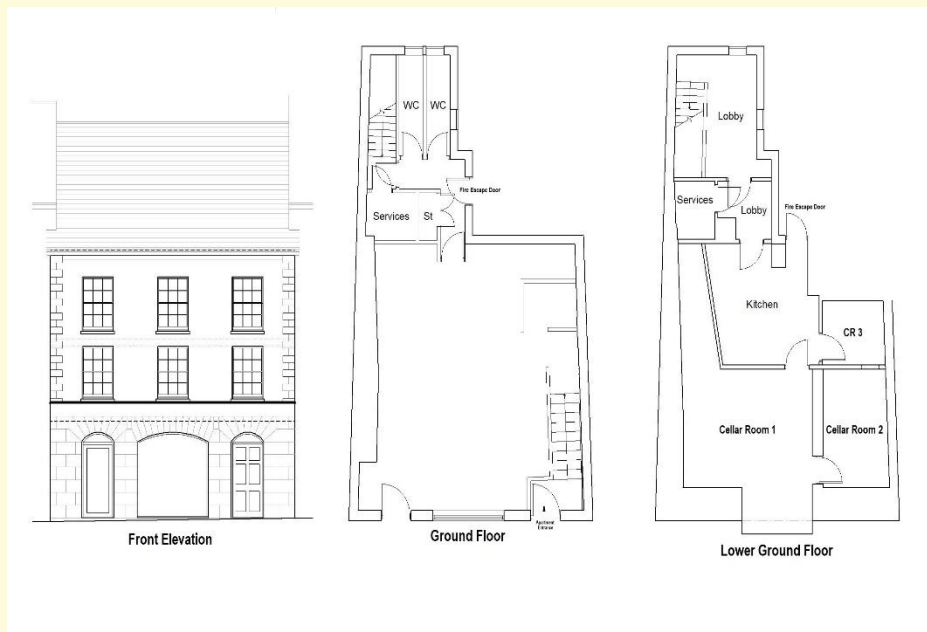 Front Elevation
WC
WC
Fire Escape Door
Services
St
A
Apartment
Entrance
Ground Floor
Lobby
Services
Lobby
Fire Escape Door
Kitchen
CR 3
Cellar Room 1
Cellar Room 2
Lower Ground Floor